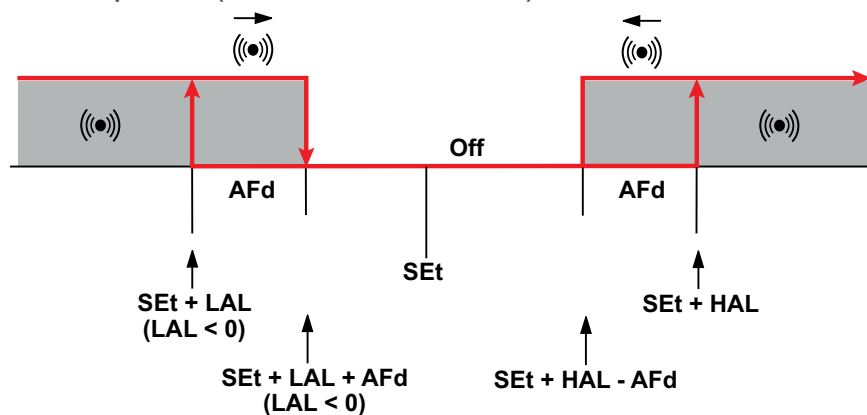 Off
AFd
AFd
SEt
SEt + LAL
(LAL < 0)
SEt + HAL
SEt + LAL + AFd
(LAL < 0)
SEt + HAL - AFd